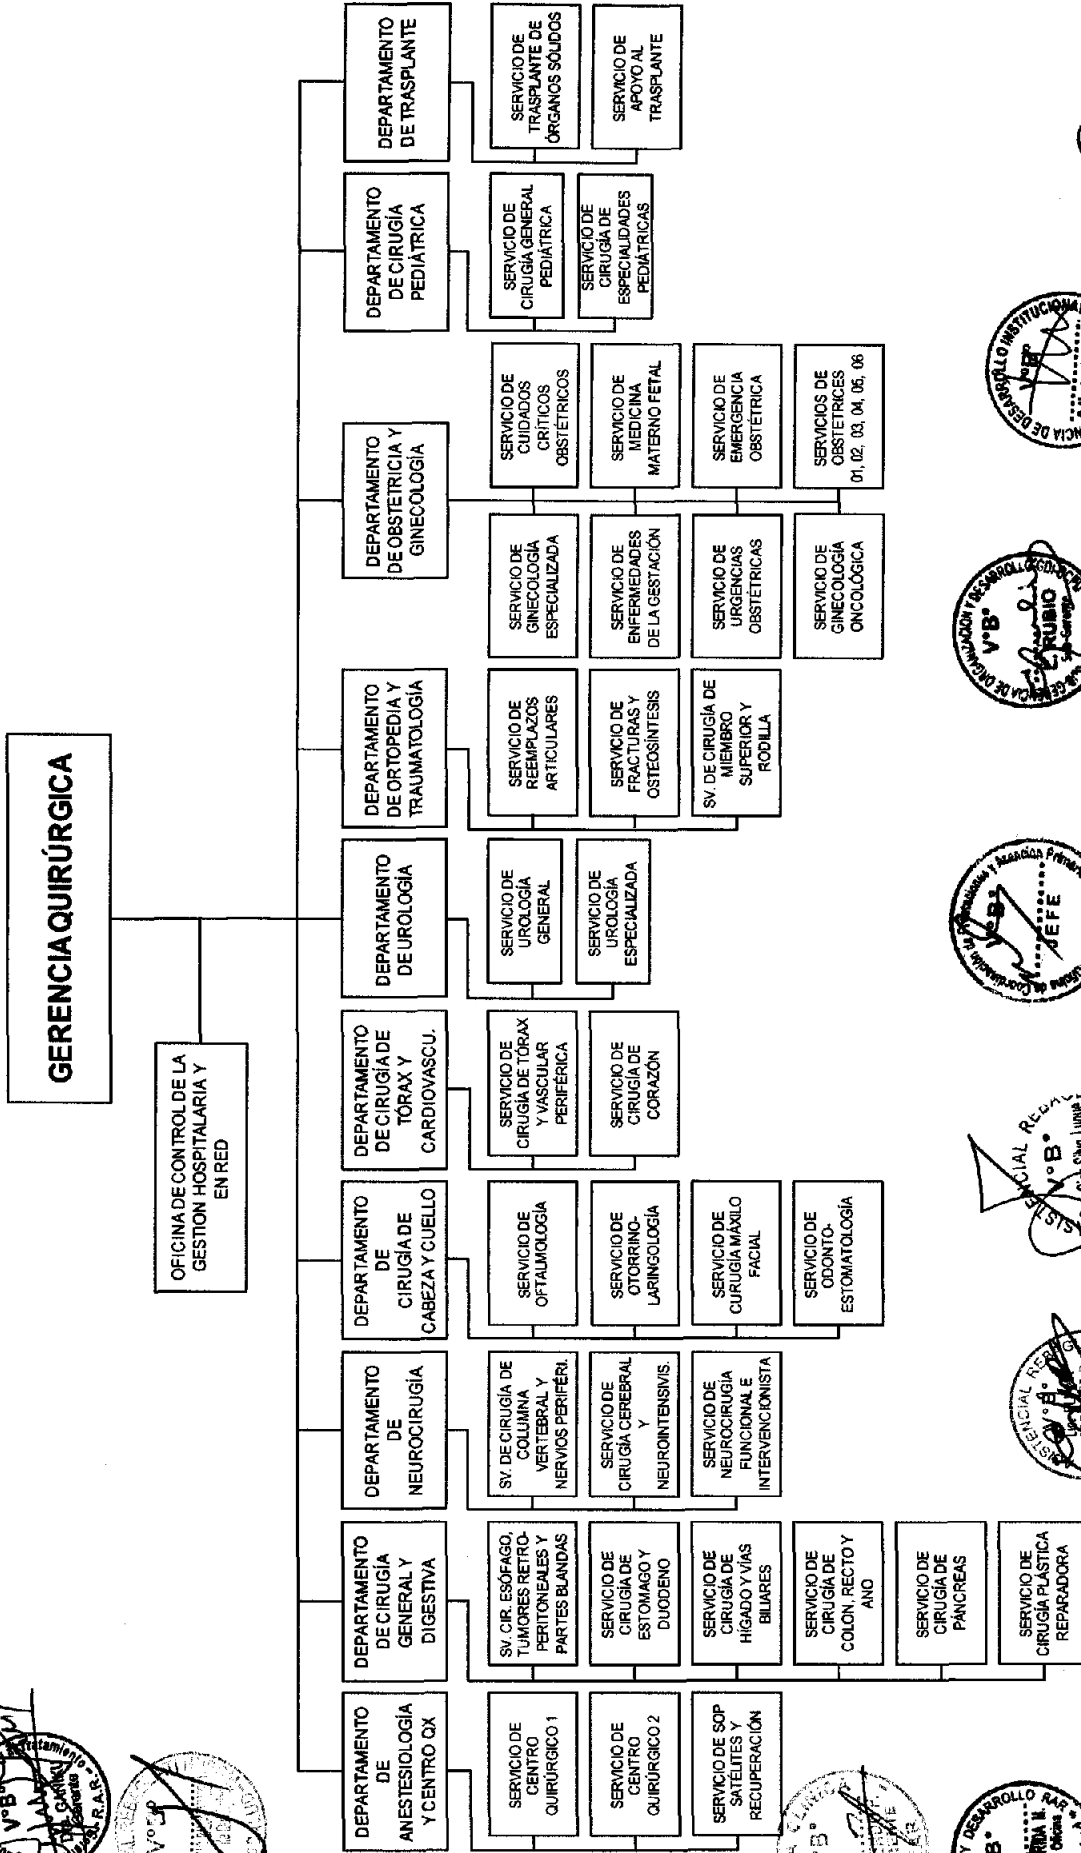 GERENCIA QUIRÚRGICA
OFICINA DE CONTROL DE LA
GESTION HOSPITALARIA Y
EN RED
DEPARTAMENTO
DE
ANESTESIOLOGÍA
Y CENTRO QX
SERVICIO DE
CENTRO
QUIRÚRGICO 1
SERVICIO DE
CENTRO
QUIRÚRGICO 2
SERVICIO DE SOP
SATÉLITES Y
RECUPERACIÓN
DEPARTAMENTO
DE CIRUGÍA
GENERAL Y
DIGESTIVA
SV. CIR. ESÓFAGO,
TUMORES RETRO-
PERITONEALES Y
PARTES BLANDAS
SERVICIO DE
CIRUGÍA DE
ESTOMAGO Y
DUODENO
SERVICIO DE
CIRUGÍA DE
HÍGADO Y VÍAS
BILIARES
SERVICIO DE
CIRUGÍA DE
COLON, RECTO Y
ANO
SERVICIO DE
CIRUGÍA DE
PÁNCREAS
SERVICIO DE
CIRUGÍA PLÁSTICA
REPARADORA
DEPARTAMENTO
DE
NEUROCIRUGÍA
SV. DE CIRUGÍA DE
COLUMNA
VERTEBRAL Y
NERVIOS PERIFÉRI.
SERVICIO DE
CIRUGÍA CEREBRAL
Y
NEUROINTENSIVIS.
SERVICIO DE
NEUROCIRUGÍA
FUNCIONAL E
INTERVENCIONISTA
DEPARTAMENTO
DE
CIRUGÍA DE
CABEZA Y CUELLO
SERVICIO DE
OFTALMOLOGÍA
SERVICIO DE
OTORRINO-
LARINGOLOGÍA
SERVICIO DE
CURUGÍA MÁXILO
FACIAL
SERVICIO DE
ODONTO-
ESTOMATOLOGÍA
DEPARTAMENTO
DE CIRUGÍA DE
TÓRAX Y
CARDIOVASCU.
SERVICIO DE
CIRUGÍA DE TÓRAX
Y VASCULAR
PERIFÉRICA
SERVICIO DE
CIRUGÍA DE
CORAZÓN
DEPARTAMENTO
DE UROLOGÍA
SERVICIO DE
UROLOGÍA
GENERAL
SERVICIO DE
UROLOGÍA
ESPECIALIZADA
DEPARTAMENTO
DE ORTOPEDIA Y
TRAUMATOLOGÍA
SERVICIO DE
REEMPLAZOS
ARTICULARES
SERVICIO DE
FRACTURAS Y
OSTEOSÍNTESIS
SV. DE CIRUGÍA DE
MIEMBRO
SUPERIOR Y
RODILLA
DEPARTAMENTO
DE OBSTETRICIA Y
GINECOLOGÍA
SERVICIO DE
GINECOLOGÍA
ESPECIALIZADA
SERVICIO DE
CUIDADOS
CRÍTICOS
OBSTÉTRICOS
SERVICIO DE
ENFERMEDADES
DE LA GESTACIÓN
SERVICIO DE
MEDICINA
MATERNO FETAL
SERVICIO DE
URGENCIAS
OBSTÉTRICAS
SERVICIO DE
EMERGENCIA
OBSTÉTRICA
SERVICIO DE
GINECOLOGÍA
ONCOLÓGICA
SERVICIOS DE
OBSTETRICES
01, 02, 03, 04, 05, 06
DEPARTAMENTO
DE CIRUGÍA
PEDIÁTRICA
SERVICIO DE
CIRUGÍA GENERAL
PEDIÁTRICA
SERVICIO DE
CIRUGÍA DE
ESPECIALIDADES
PEDIÁTRICAS
DEPARTAMENTO
DE TRASPLANTE
SERVICIO DE
TRASPLANTE DE
ÓRGANOS SÓLIDOS
SERVICIO DE
APOYO AL
TRASPLANTE
V°B°
DESARROLLO RAR
V°B°
JEFE
V°B°
RUBIO
DE DESARROLLO INSTITUCIONAL
V°B°